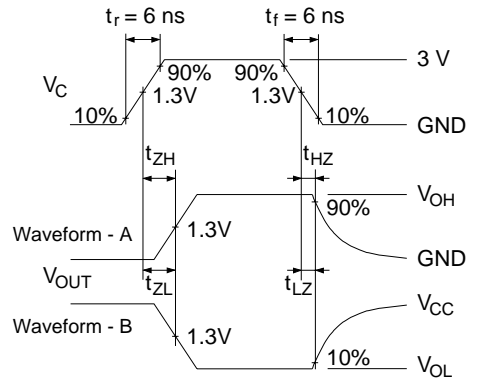 tr = 6 ns
tf = 6 ns
90%
90%
3 V
VC
1.3V
1.3V
10%
10%
GND
tZH
tHZ
VOH
90%
Waveform - A
1.3V
GND
VOUT
tZL
tLZ
VCC
Waveform - B
1.3V
10%
VOL